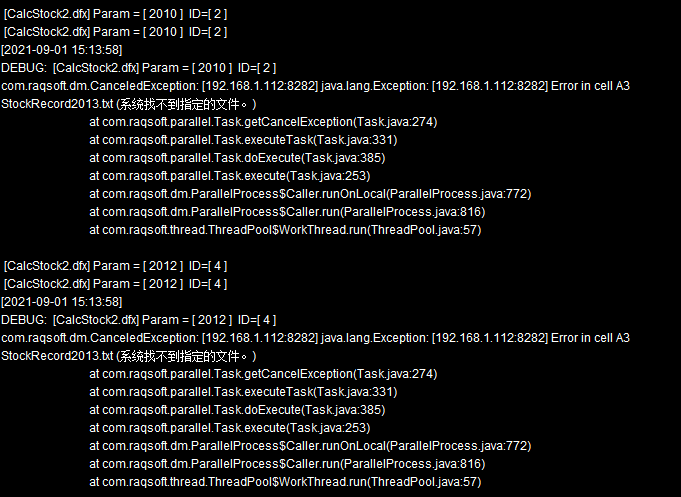 [CalcStock2.dfx] Param = [ 2010 ]  ID=[ 2 ]
[CalcStock2.dfx] Param = [ 2010 ]  ID=[ 2 ]
[2021-09-01 15:13:58]
DEBUG:  [CalcStock2.dfx] Param = [ 2010 ]  ID=[ 2 ]
com.raqsoft.dm.CanceledException: [192.168.1.112:8282] java.lang.Exception: [192.168.1.112:8282] Error in cell A3
StockRecord2013.txt (系统找不到指定的文件。)
at com.raqsoft.parallel.Task.getCancelException(Task.java:274)
at com.raqsoft.parallel.Task.executeTask(Task.java:331)
at com.raqsoft.parallel.Task.doExecute(Task.java:385)
at com.raqsoft.parallel.Task.execute(Task.java:253)
at com.raqsoft.dm.ParallelProcess$Caller.runOnLocal(ParallelProcess.java:772)
at com.raqsoft.dm.ParallelProcess$Caller.run(ParallelProcess.java:816)
at com.raqsoft.thread.ThreadPool$WorkThread.run(ThreadPool.java:57)
[CalcStock2.dfx] Param = [ 2012 ]  ID=[ 4 ]
[CalcStock2.dfx] Param = [ 2012 ]  ID=[ 4 ]
[2021-09-01 15:13:58]
DEBUG:  [CalcStock2.dfx] Param = [ 2012 ]  ID=[ 4 ]
com.raqsoft.dm.CanceledException: [192.168.1.112:8282] java.lang.Exception: [192.168.1.112:8282] Error in cell A3
StockRecord2013.txt (系统找不到指定的文件。)
at com.raqsoft.parallel.Task.getCancelException(Task.java:274)
at com.raqsoft.parallel.Task.executeTask(Task.java:331)
at com.raqsoft.parallel.Task.doExecute(Task.java:385)
at com.raqsoft.parallel.Task.execute(Task.java:253)
at com.raqsoft.dm.ParallelProcess$Caller.runOnLocal(ParallelProcess.java:772)
at com.raqsoft.dm.ParallelProcess$Caller.run(ParallelProcess.java:816)
at com.raqsoft.thread.ThreadPool$WorkThread.run(ThreadPool.java:57)